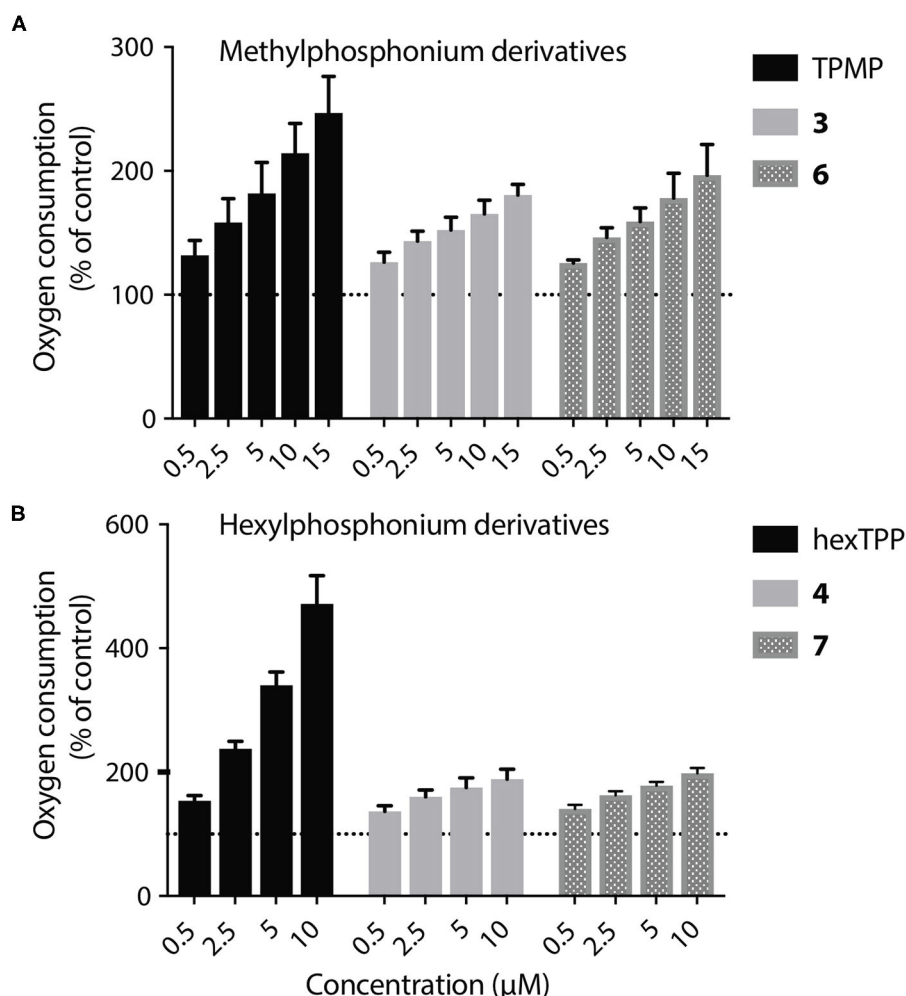 A
Methylphosphonium derivatives
Oxygen consumption
(% of control)
300
200
100
0
0.5 2.5 5 10 15 0.5 2.5 5 10 15 0.5 2.5 5 10 15
TPMP
3
6
B
Hexylphosphonium derivatives
Oxygen consumption
(% of control)
600
400
200
0
0.5 2.5 5 10 0.5 2.5 5 10 0.5 2.5 5 10
Concentration (μM)
hexTPP
4
7